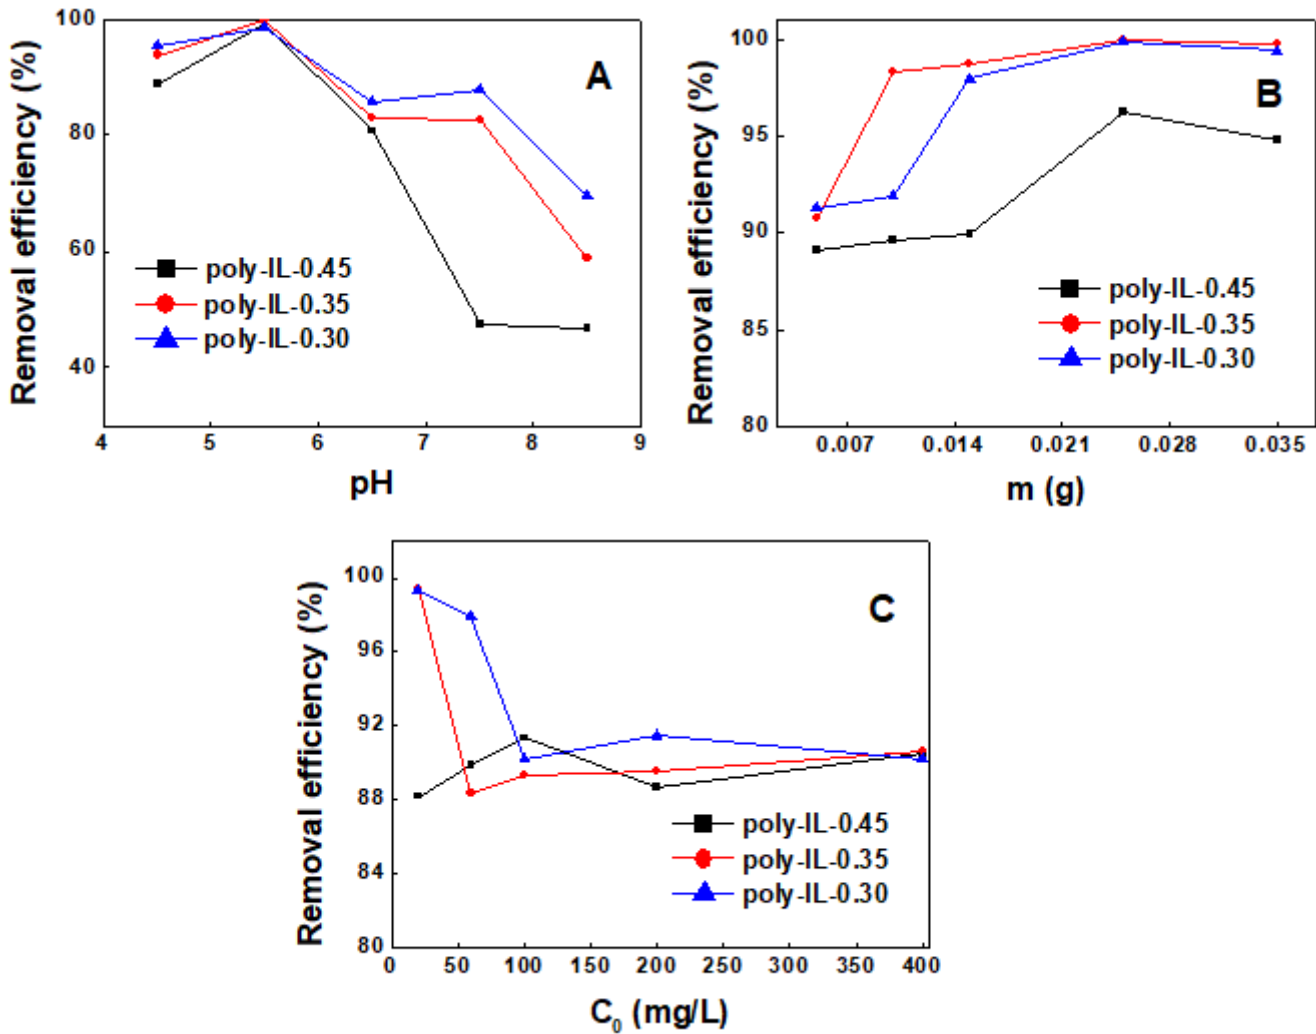 Removal efficiency (%)
100
80
60
40
A
poly-IL-0.45
poly-IL-0.35
poly-IL-0.30
4 5 6 7 8 9
pH
Removal efficiency (%)
100
95
90
85
80
B
poly-IL-0.45
poly-IL-0.35
poly-IL-0.30
0.007 0.014 0.021 0.028 0.035
m (g)
Removal efficiency (%)
100
96
92
88
84
80
C
poly-IL-0.45
poly-IL-0.35
poly-IL-0.30
0 50 100 150 200 250 300 350 400
C₀ (mg/L)